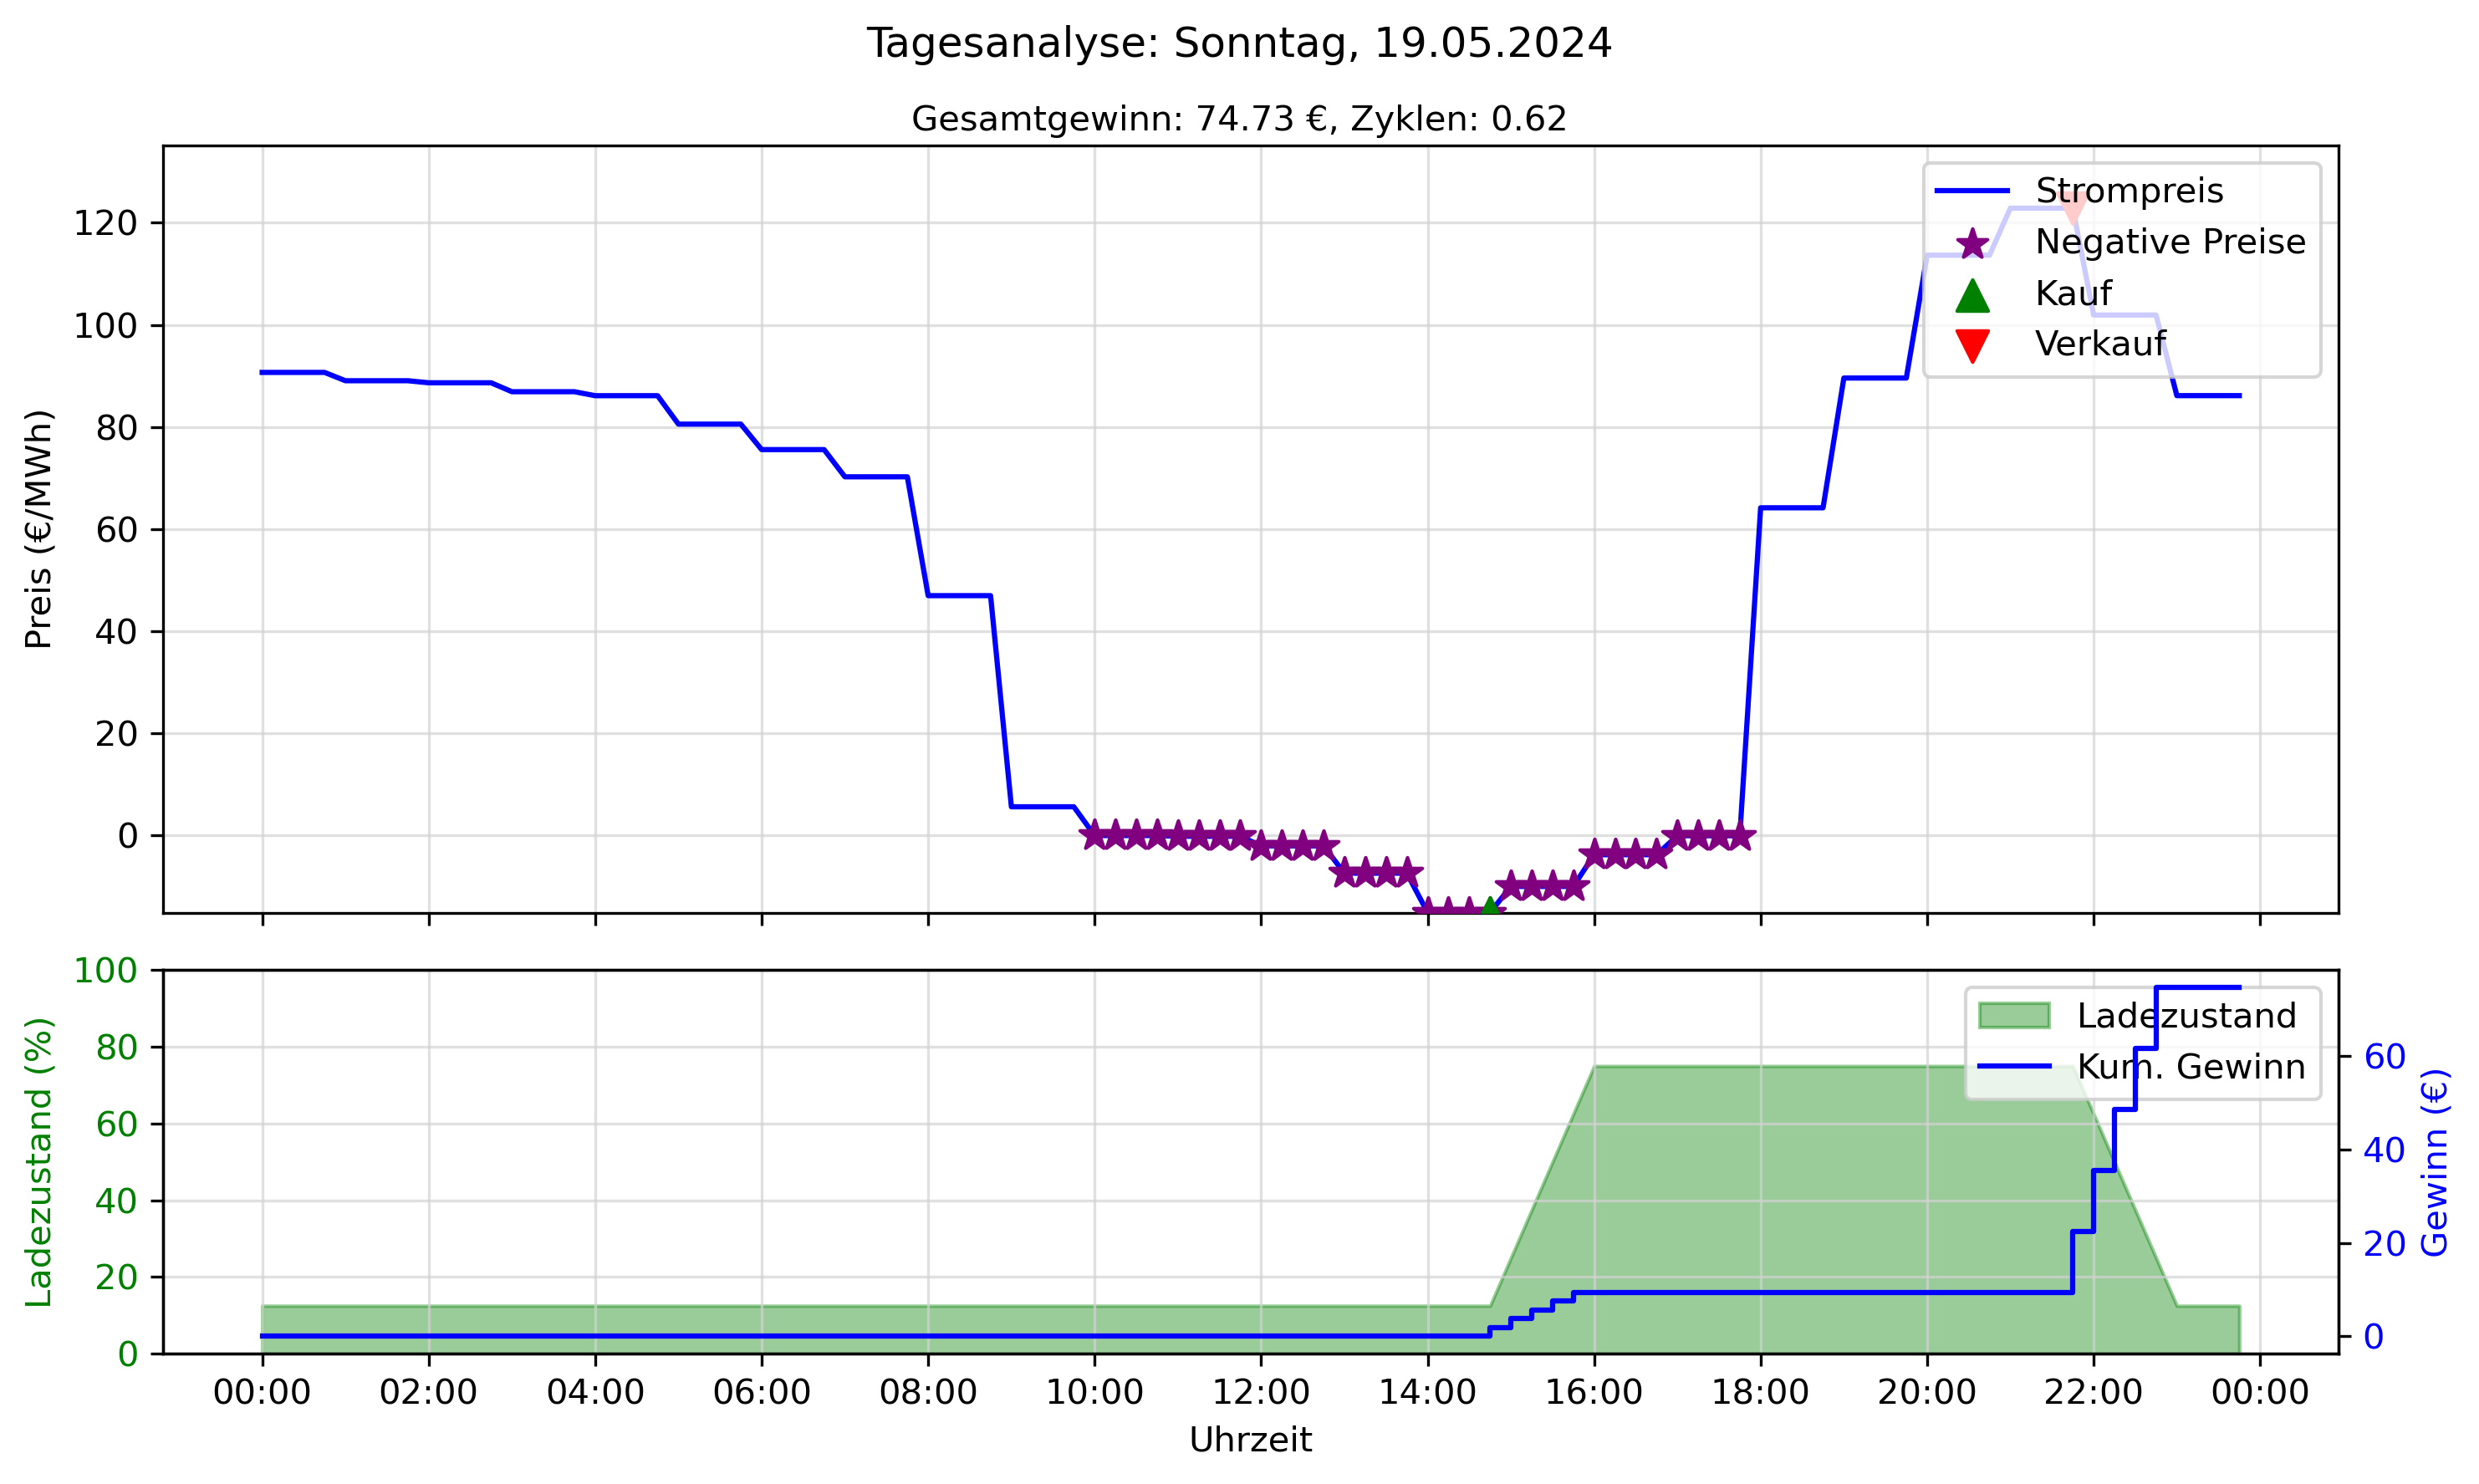 Tagesanalyse: Sonntag, 19.05.2024
Gesamtgewinn: 74.73 €, Zyklen: 0.62
Preis (€/MWh)
120
100
80
60
40
20
0
Strompreis
Negative Preise
Kauf
Verkauf
Ladezustand (%)
100
80
60
40
20
0
Ladezustand
Kum. Gewinn
60
40
20
0
Gewinn (€)
00:00 02:00 04:00 06:00 08:00 10:00 12:00 14:00 16:00 18:00 20:00 22:00 00:00
Uhrzeit